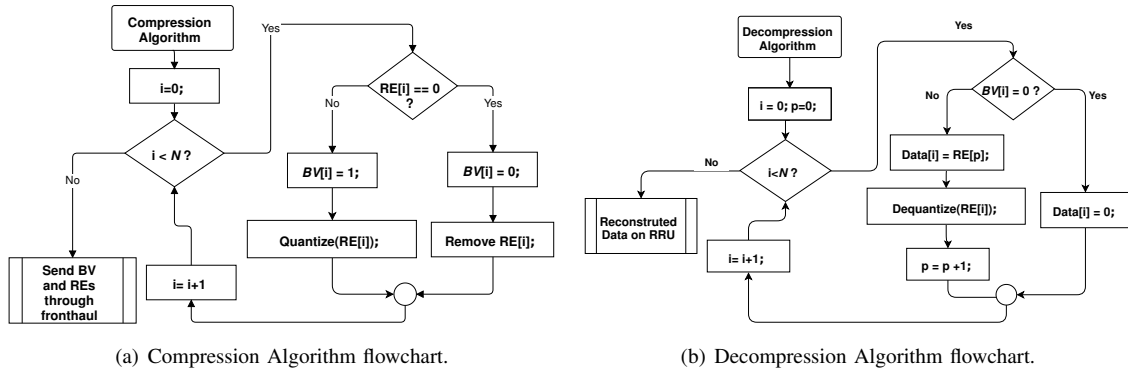 Compression
Algorithm
i=0;
i < N ?
Yes
No
RE[i] == 0
?
No
Yes
BV[i] = 1;
BV[i] = 0;
Quantize(RE[i]);
Remove RE[i];
Send BV
and REs
through
fronthaul
i= i+1
(a) Compression Algorithm flowchart.
Decompression
Algorithm
i = 0; p=0;
i<N?
Yes
No
BV[i] = 0 ?
No
Yes
Data[i] = RE[p];
Dequantize(RE[i]);
Data[i] = 0;
Reconstruted
Data on RRU
i= i+1;
p = p +1;
(b) Decompression Algorithm flowchart.